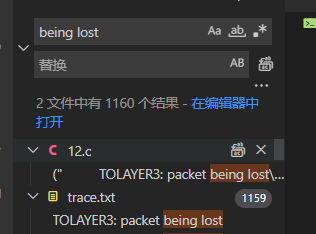 being lost
Aa ab .*
替换
AB
2 文件中有 1160 个结果 - 在编辑器中
打开
C 12.c
(" TOLAYER3: packet being lost\...
trace.txt 1159
TOLAYER3: packet being lost